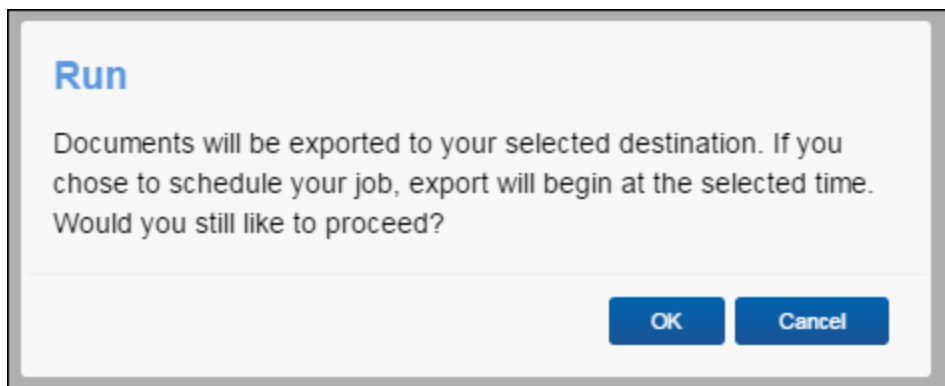 Run
Documents will be exported to your selected destination. If you
chose to schedule your job, export will begin at the selected time.
Would you still like to proceed?
OK Cancel